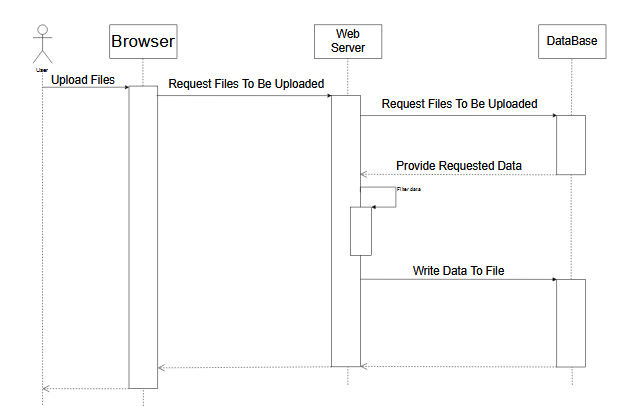 Browser
Web
Server
DataBase
User
Upload Files
Request Files To Be Uploaded
Request Files To Be Uploaded
Provide Requested Data
Filter data
Write Data To File